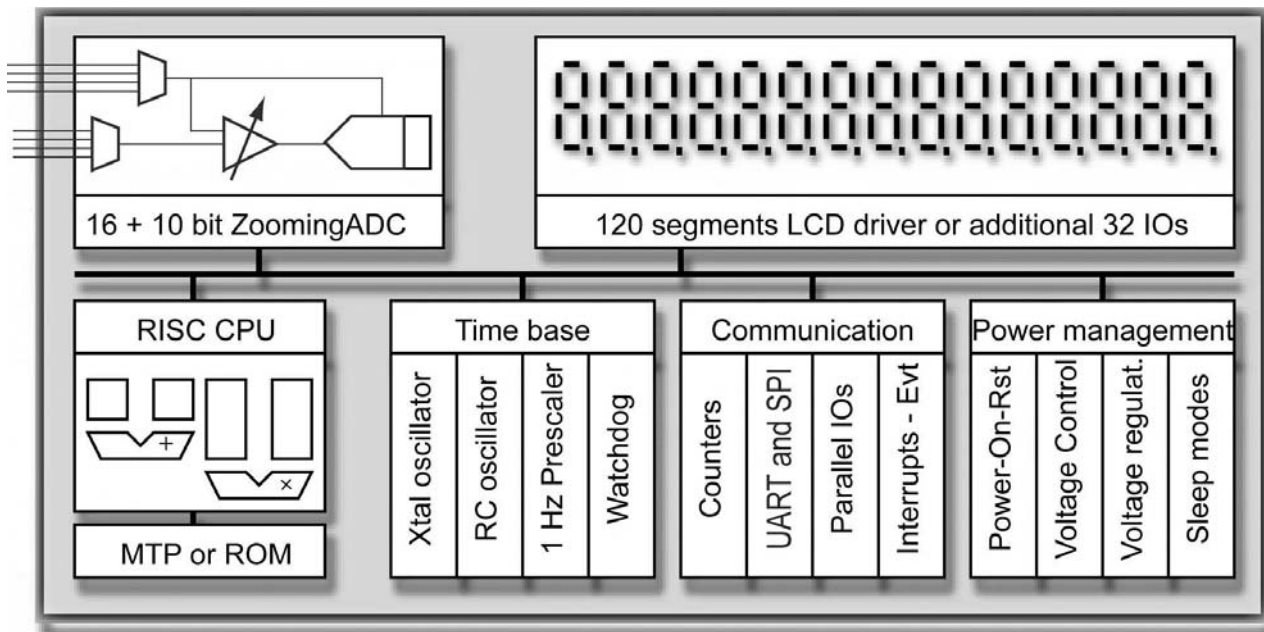 16 + 10 bit ZoomingADC
120 segments LCD driver or additional 32 IOs
RISC CPU
+
×
MTP or ROM
Time base
Xtal oscillator
RC oscillator
1 Hz Prescaler
Watchdog
Communication
Counters
UART and SPI
Parallel IOs
Interrupts - Evt
Power management
Power-On-Rst
Voltage Control
Voltage regulat.
Sleep modes